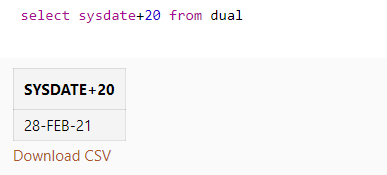 select sysdate+20 from dual
SYSDATE+20
28-FEB-21
Download CSV